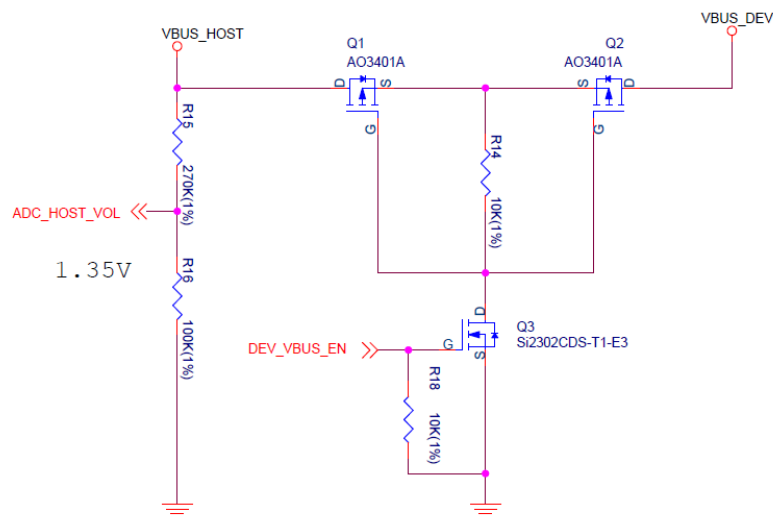 VBUS_HOST
VBUS_DEV
Q1
AO3401A
Q2
AO3401A
D
S
S
D
G
G
R15
270K(1%)
R14
10K(1%)
ADC_HOST_VOL
1.35V
R16
100K(1%)
D
Q3
Si2302CDS-T1-E3
DEV_VBUS_EN
G
S
R18
10K(1%)